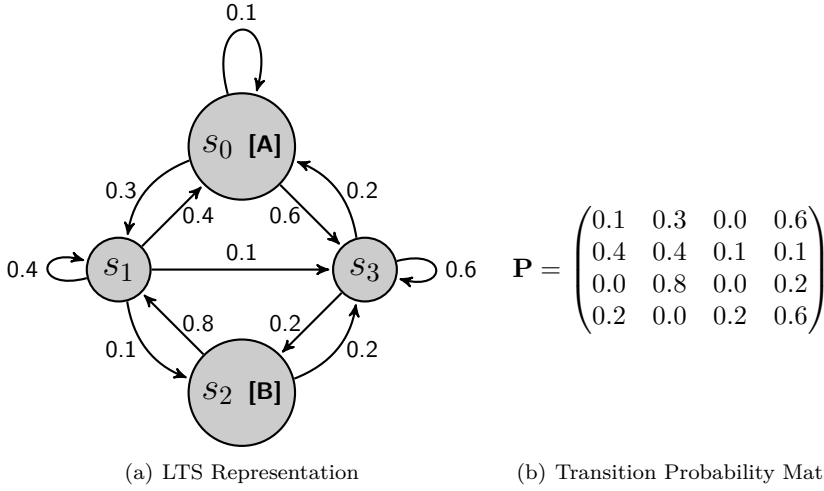 0.1
s0 [A]
0.3
0.4
0.6
0.2
0.4
s1
0.1
s3
0.6
0.1
0.8
0.2
0.2
s2 [B]
P =
0.1 0.3 0.0 0.6
0.4 0.4 0.1 0.1
0.0 0.8 0.0 0.2
0.2 0.0 0.2 0.6
(a) LTS Representation
(b) Transition Probability Mat